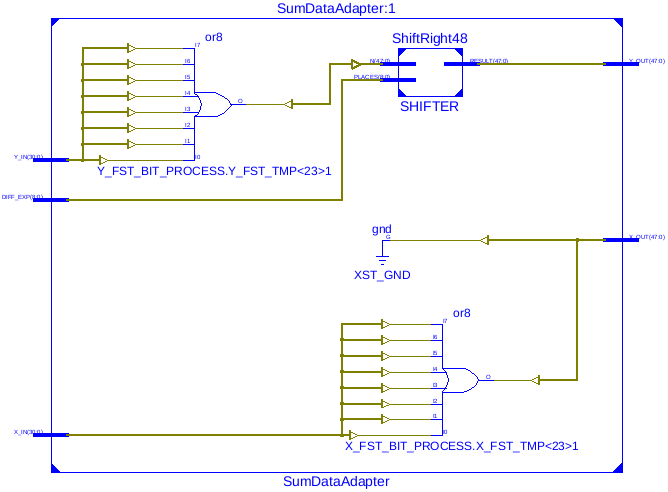 SumDataAdapter:1
or8
I7
I6
I5
I4
I3
I2
I1
I0
O
Y_IN(30:0)
Y_FST_BIT_PROCESS.Y_FST_TMP<23>1
DIFF_EXP(8:0)
ShiftRight48
N(47:0)
PLACES(8:0)
RESULT(47:0)
SHIFTER
Y_OUT(47:0)
gnd
G
XST_GND
X_OUT(47:0)
or8
I7
I6
I5
I4
I3
I2
I1
I0
O
X_IN(30:0)
X_FST_BIT_PROCESS.X_FST_TMP<23>1
SumDataAdapter